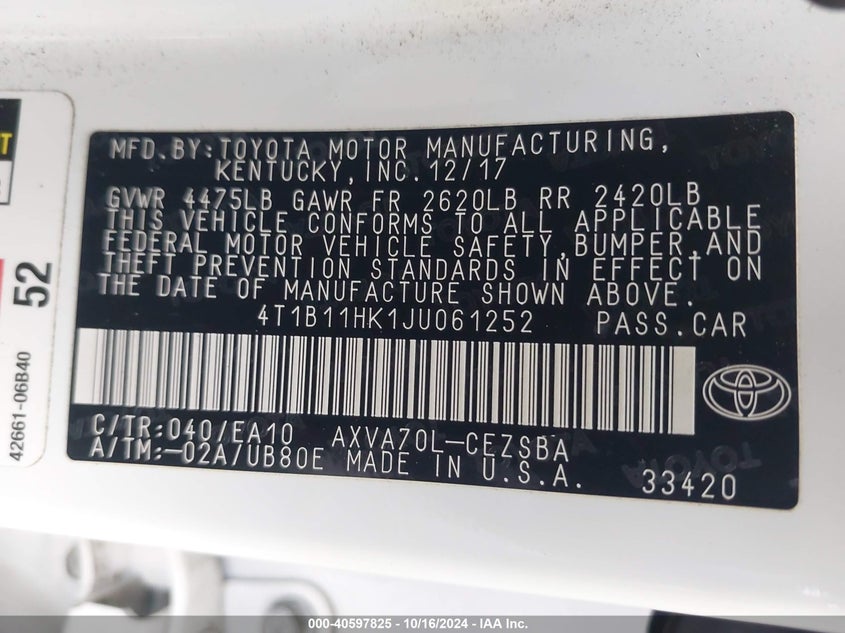 MFD.BY:TOYOTA MOTOR MANUFACTURING,
KENTUCKY,INC.12/17
GVWR 4475LB GAWR FR 2620LB RR 2420LB
THIS VEHICLE CONFORMS TO ALL APPLICABLE
FEDERAL MOTOR VEHICLE SAFETY,BUMPER,AND
THEFT PREVENTION STANDARDS IN EFFECT ON
THE DATE OF MANUFACTURE SHOWN ABOVE.
4T1B11HK1JU061252 PASS.CAR
C/TR:040/EA10 AXVA70L-CEZSBA
A/TM:-02A/UB80E MADE IN U.S.A.
33420
52
42661-06B40
000-40597825 - 10/16/2024 - IAA Inc.